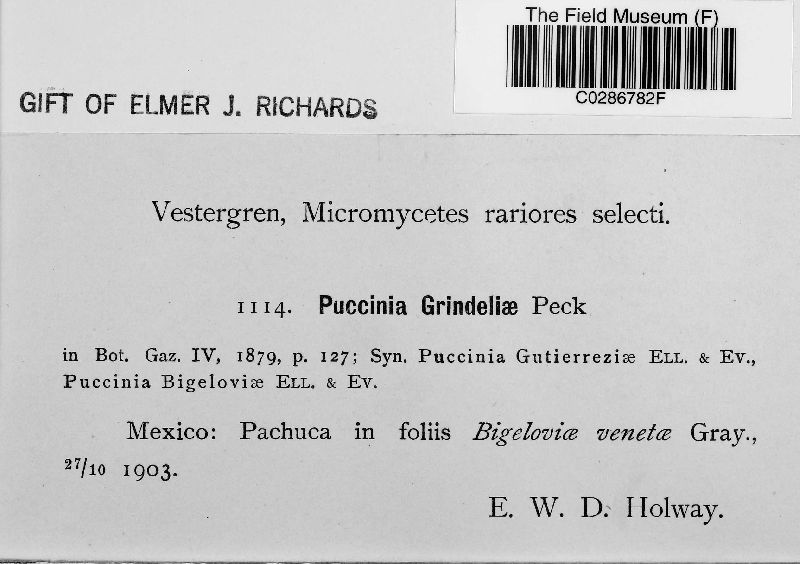 The Field Museum (F)
C0286782F
GIFT OF ELMER J. RICHARDS
Vestergren, Micromycetes rariores selecti.
1114. Puccinia Grindeliæ Peck
in Bot. Gaz. IV, 1879, p. 127; Syn. Puccinia Gutierreziæ ELL. & EV.,
Puccinia Bigeloviæ ELL. & EV.
Mexico: Pachuca in foliis Bigeloviæ venetæ Gray.,
27/10 1903.
E. W. D. Holway.